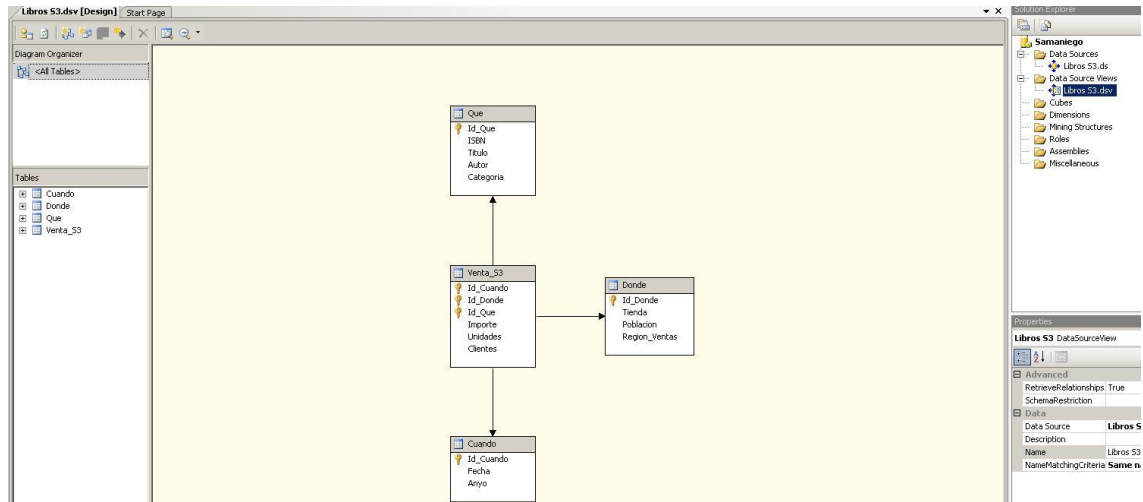 Libros S3.dsv [Design]
Start Page
Diagram Organizer
<All Tables>
Tables
Cuando
Donde
Que
Venta_S3
Que
Id_Que
ISBN
Titulo
Autor
Categoria
Venta_S3
Id_Cuando
Id_Donde
Id_Que
Importe
Unidades
Clientes
Donde
Id_Donde
Tienda
Poblacion
Region_Ventas
Cuando
Id_Cuando
Fecha
Anyo
Solution Explorer
Samaniego
Data Sources
Libros S3.ds
Data Source Views
Libros S3.dsv
Cubes
Dimensions
Mining Structures
Roles
Assemblies
Miscellaneous
Properties
Libros S3 DataSourceView
Advanced
RetrieveRelationships True
SchemaRestriction
Data
Data Source Libros S
Description
Name Libros S3
NameMatchingCriteria Same n